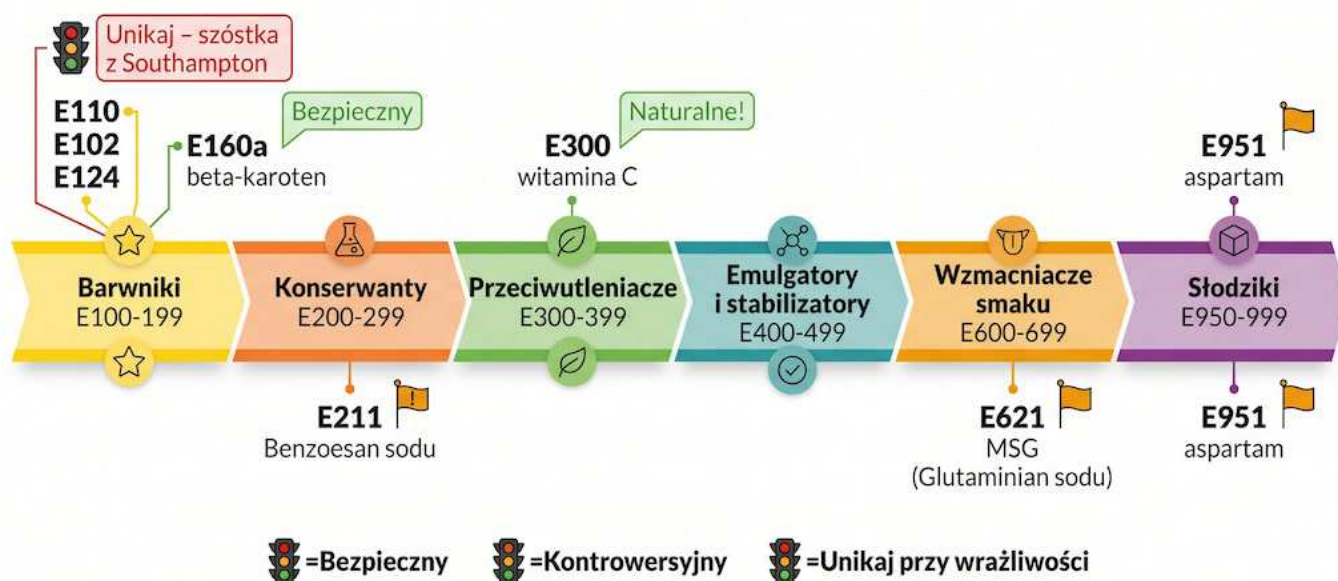 Unikaj – szóstka
z Southampton
E110
E102
E124
Bezpieczny
E160a
beta-karoten
Naturalne!
E300
witamina C
E951
aspartam
Barwniki
E100-199
Konserwanty
E200-299
Przeciwutleniacze
E300-399
Emulgatory
i stabilizatory
E400-499
Wzmacniacze
smaku
E600-699
Słodziki
E950-999
E211
!
Benzoesan sodu
E621
MSG
(Glutaminian sodu)
E951
aspartam
=Bezpieczny
=Kontrowersyjny
=Unikaj przy wrażliwości